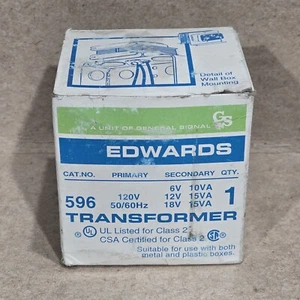 Detail of
Wall Box
Mounting
GS
A UNIT OF GENERAL SIGNAL
EDWARDS
CAT.NO. PRIMARY SECONDARY QTY.
6V 10VA
596 120V 12V 15VA 1
50/60Hz 18V 15VA
TRANSFORMER
UL Listed for Class 2
CSA Certified for Class 2
Suitable for use with both
metal and plastic boxes.